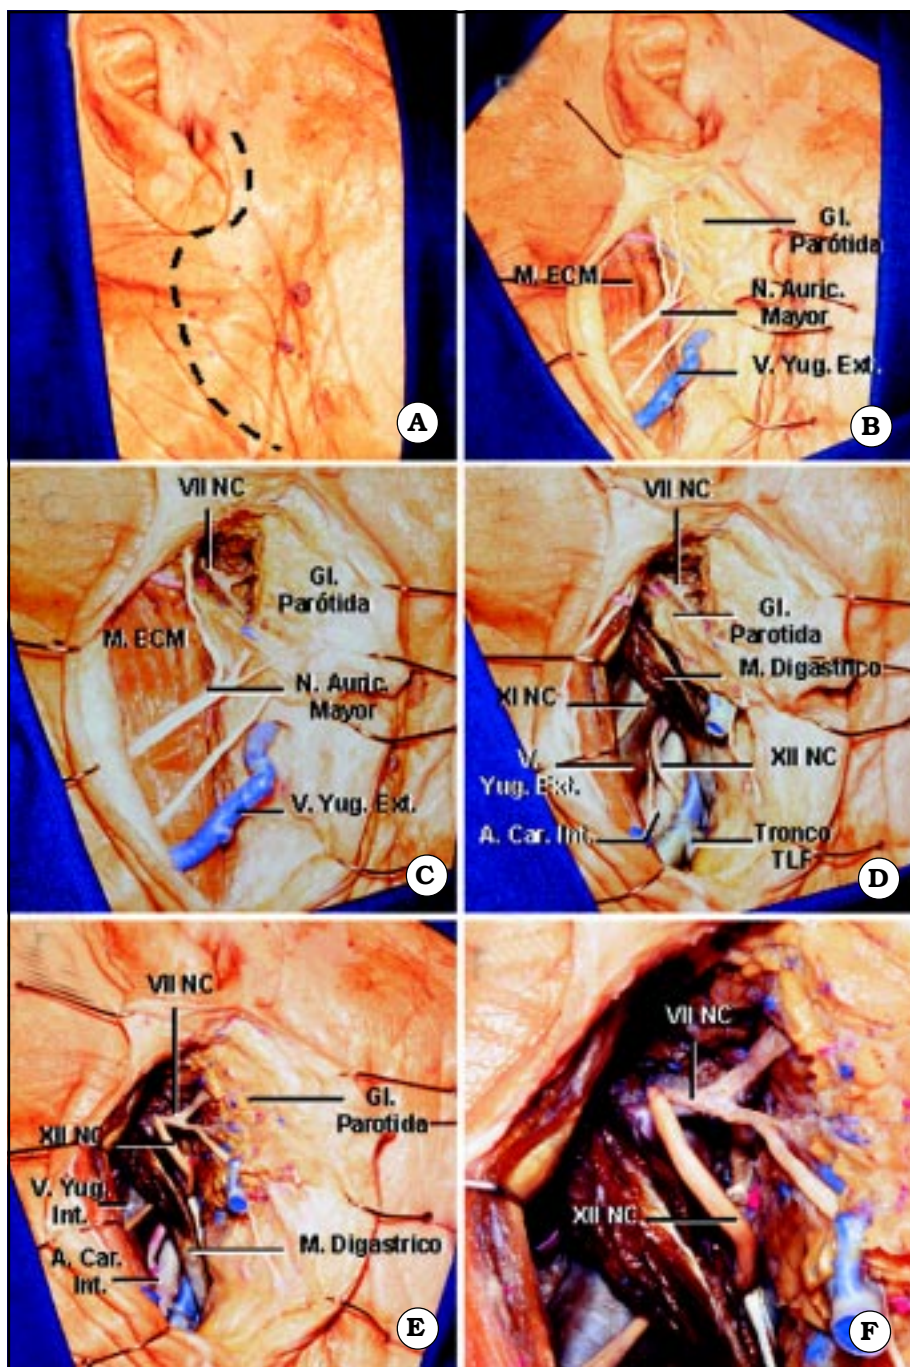 A
Gl.
Parótida
M. ECM
N. Auric.
Mayor
V. Yug. Ext.
B
VII NC
Gl.
Parótida
M. ECM
N. Auric.
Mayor
V. Yug. Ext.
C
VII NC
Gl.
Parotida
M. Digastrico
XI NC
XII NC
V.
Yug. Ext.
A. Car. Int.
Tronco
TLF
D
VII NC
Gl.
Parotida
XII NC
V. Yug.
Int.
M. Digastrico
A. Car.
Int.
E
VII NC
XII NC
F